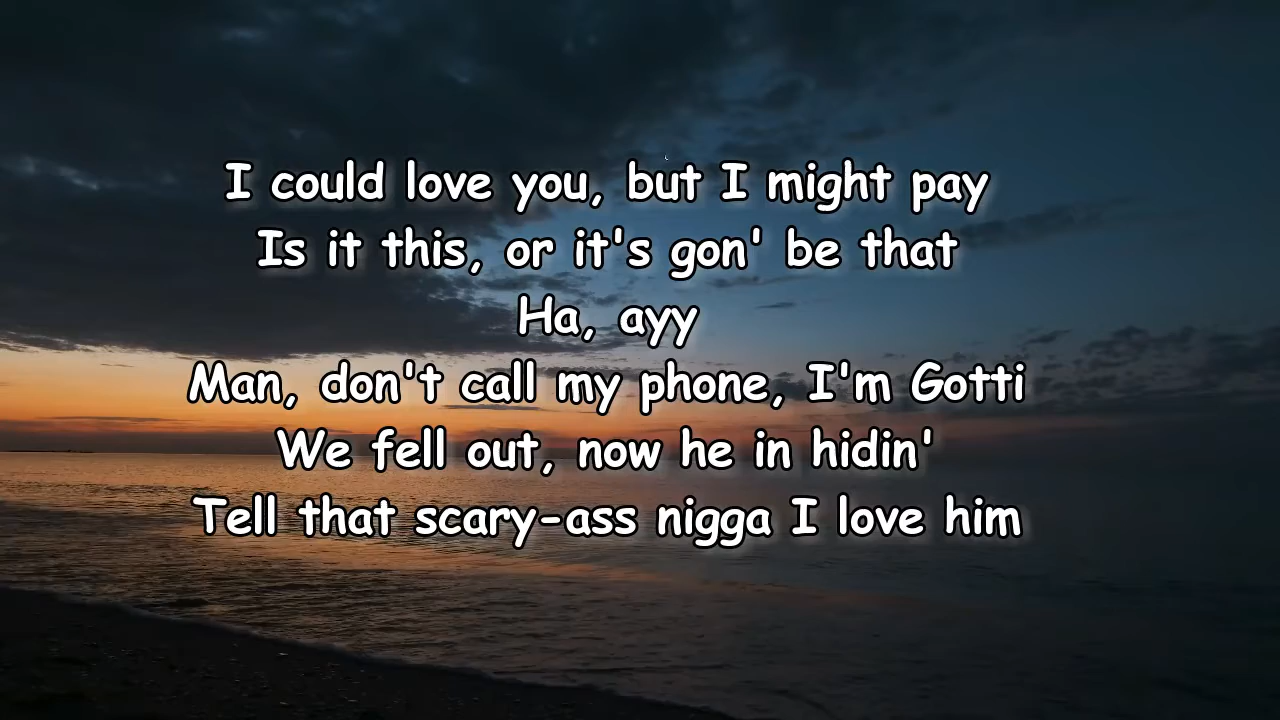 I could love you, but I might pay
Is it this, or it's gon' be that
Ha, ayy
Man, don't call my phone, I'm Gotti
We fell out, now he in hidin'
Tell that scary-ass nigga I love him